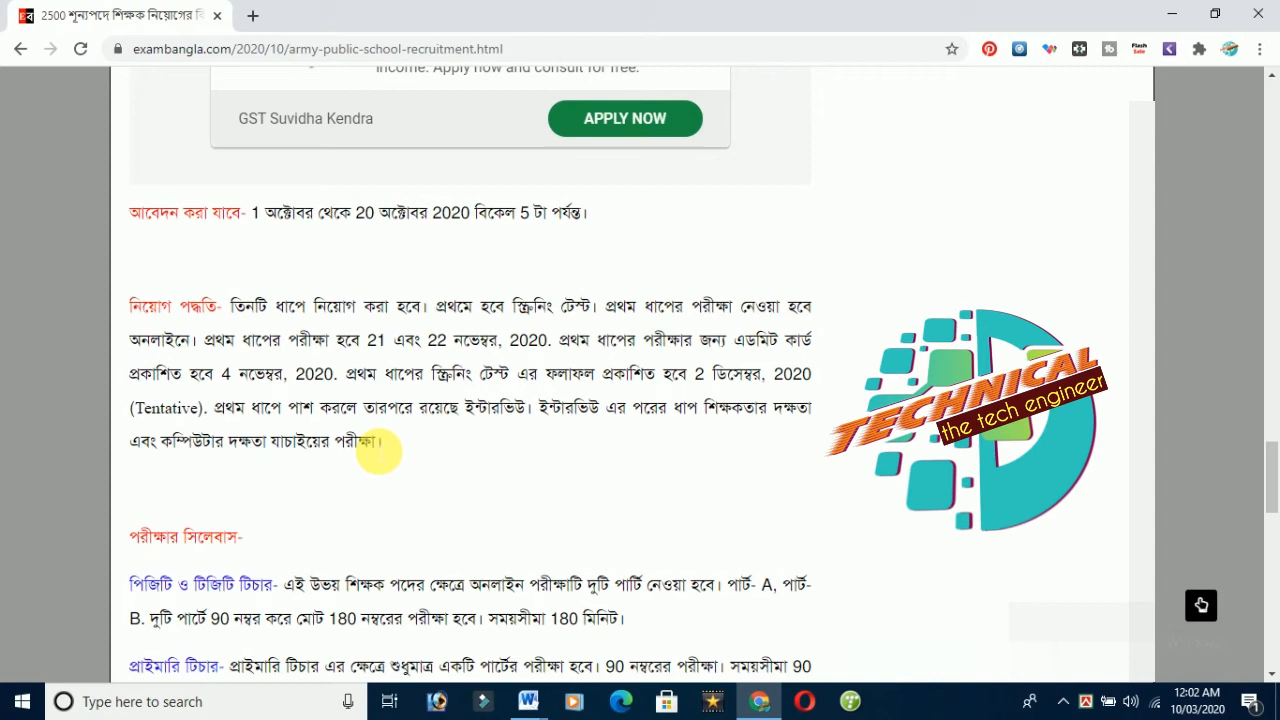 2500 শূন্যপদে শিক্ষক নিয়োগের বি
exambangla.com/2020/10/army-public-school-recruitment.html
income. Apply now and consult for free.
GST Suvidha Kendra
APPLY NOW
আবেদন করা যাবে- 1 অক্টোবর থেকে 20 অক্টোবর 2020 বিকেল 5 টা পর্যন্ত।
নিয়োগ পদ্ধতি- তিনটি ধাপে নিয়োগ করা হবে। প্রথমে হবে স্ক্রিনিং টেস্ট। প্রথম ধাপের পরীক্ষা নেওয়া হবে
অনলাইনে। প্রথম ধাপের পরীক্ষা হবে 21 এবং 22 নভেম্বর, 2020. প্রথম ধাপের পরীক্ষার জন্য এডমিট কার্ড
প্রকাশিত হবে 4 নভেম্বর, 2020. প্রথম ধাপের স্ক্রিনিং টেস্ট এর ফলাফল প্রকাশিত হবে 2 ডিসেম্বর, 2020
(Tentative). প্রথম ধাপে পাশ করলে তারপরে রয়েছে ইন্টারভিউ। ইন্টারভিউ এর পরের ধাপ শিক্ষকতার দক্ষতা
এবং কম্পিউটার দক্ষতা যাচাইয়ের পরীক্ষা।
TECHNICAL
the tech engineer
পরীক্ষার সিলেবাস-
পিজিটি ও টিজিটি টিচার- এই উভয় শিক্ষক পদের ক্ষেত্রে অনলাইন পরীক্ষাটি দুটি পার্টি নেওয়া হবে। পার্ট- A, পার্ট-
B. দুটি পার্টে 90 নম্বর করে মোট 180 নম্বরের পরীক্ষা হবে। সময়সীমা 180 মিনিট।
প্রাইমারি টিচার- প্রাইমারি টিচার এর ক্ষেত্রে শুধুমাত্র একটি পার্টের পরীক্ষা হবে। 90 নম্বরের পরীক্ষা। সময়সীমা 90
Type here to search
12:02 AM
10/03/2020